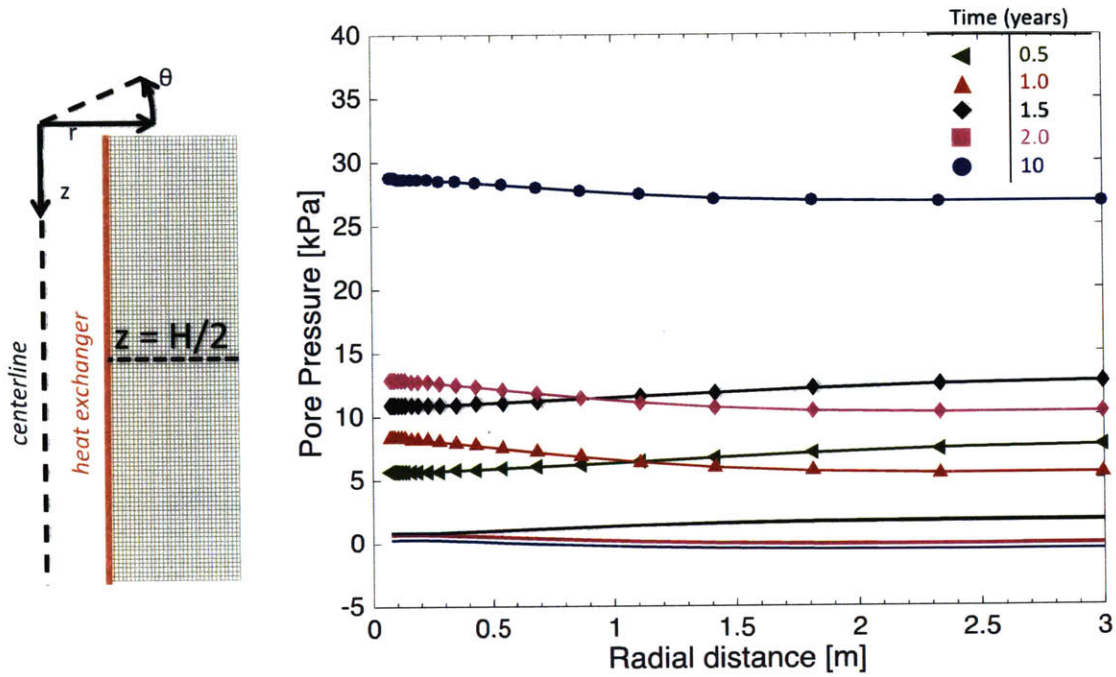 θ
r
z
centerline
heat exchanger
z = H/2
Time (years)
0.5
1.0
1.5
2.0
10
Pore Pressure [kPa]
40
35
30
25
20
15
10
5
0
-5
0
0.5
1
1.5
2
2.5
3
Radial distance [m]